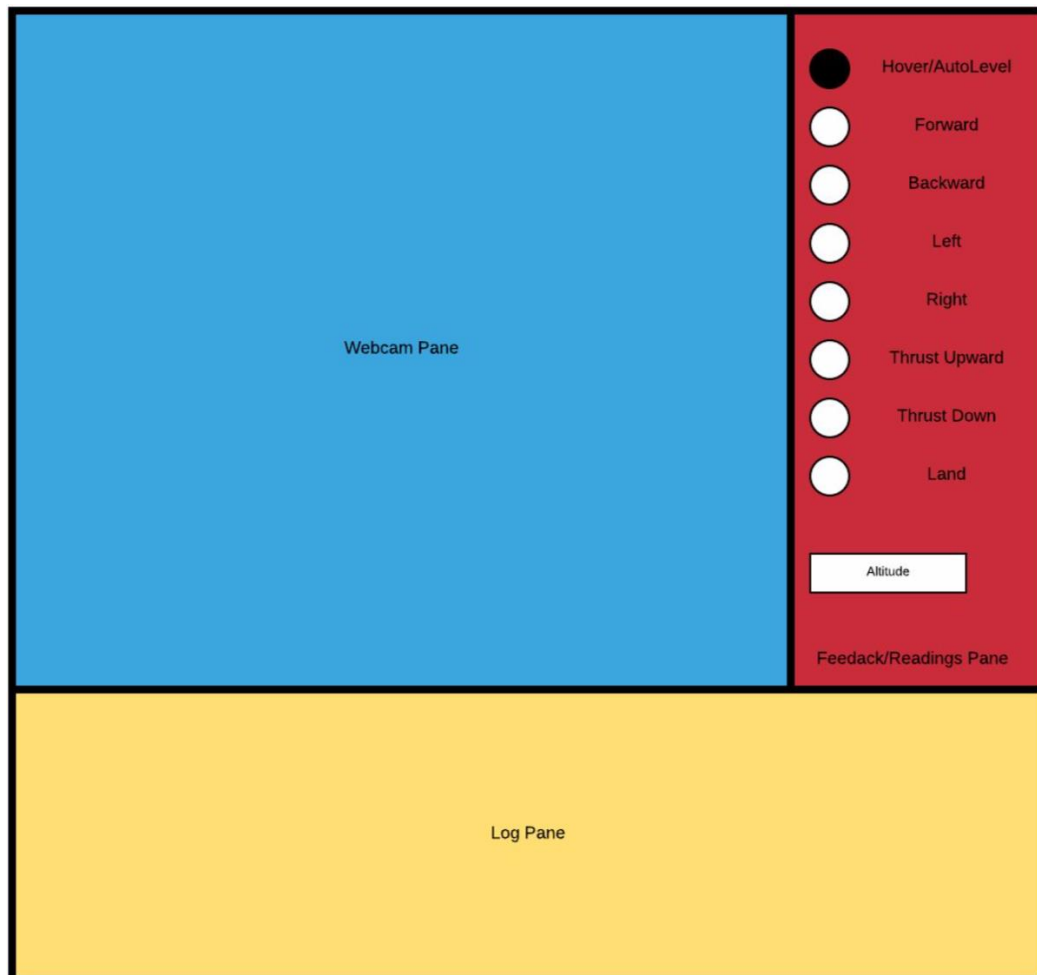 Hover/AutoLevel
Forward
Backward
Left
Right
Webcam Pane
Thrust Upward
Thrust Down
Land
Altitude
Feedack/Readings Pane
Log Pane